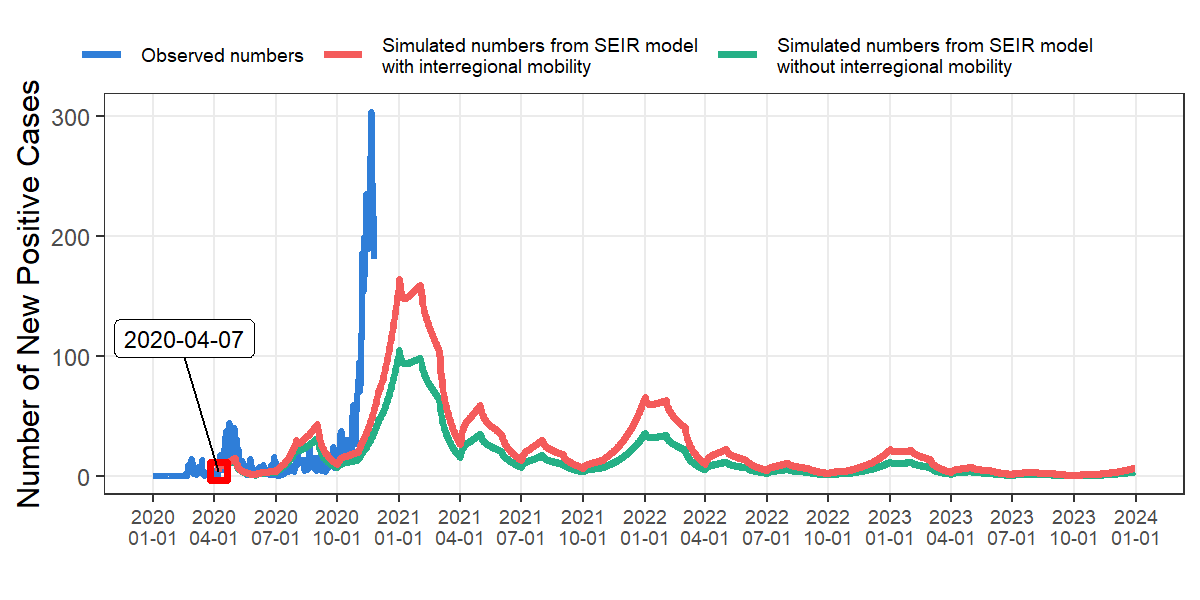 Observed numbers
Simulated numbers from SEIR model
with interregional mobility
Simulated numbers from SEIR model
without interregional mobility
Number of New Positive Cases
300
200
100
0
2020-04-07
2020 2020 2020 2020 2021 2021 2021 2021 2022 2022 2022 2022 2023 2023 2023 2023 2024
01-01 04-01 07-01 10-01 01-01 04-01 07-01 10-01 01-01 04-01 07-01 10-01 01-01 04-01 07-01 10-01 01-01